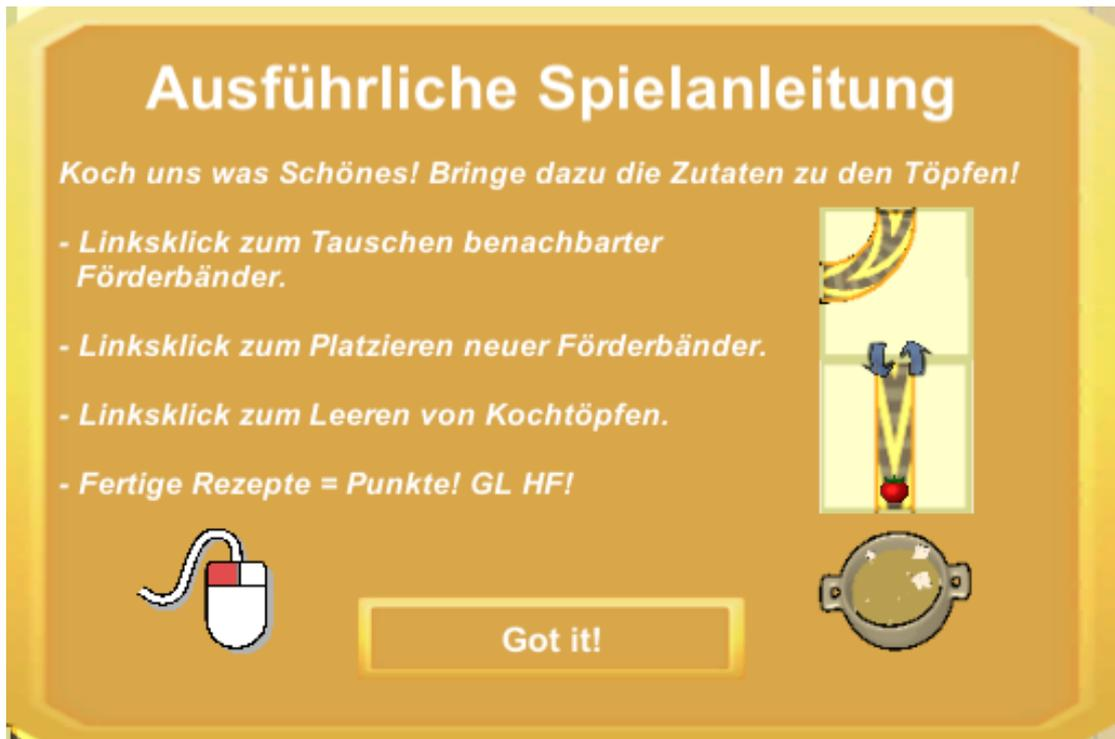 Ausführliche Spielanleitung
Koch uns was Schönes! Bringe dazu die Zutaten zu den Töpfen!
- Linksklick zum Tauschen benachbarter
Förderbänder.
- Linksklick zum Platzieren neuer Förderbänder.
- Linksklick zum Leeren von Kochtöpfen.
- Fertige Rezepte = Punkte! GL HF!
Got it!